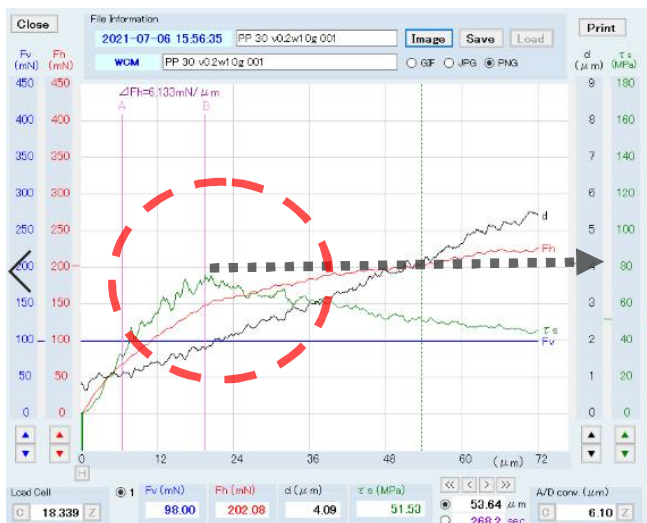 Close
File Information
2021-07-06 15:56:35 PP 30 v0.2w10g 001
WCM PP 30 v0.2w10g 001
Image Save Load
GIF JPG PNG
Print
Fv (mN) Fh (mN)
d (μm) τs (MPa)
⊿Fh=6.133mN/μm
A B
450 450 9 180
400 400 8 160
350 350 7 140
300 300 6 120
250 250 5 100
200 200 80
150 150 3 60
100 100 2 40
50 50 1 20
0 0 0 0
d
Fh
τs
Fv
0 12 24 36 48 60 (μm) 72
H
Load Cell
C 18.339 Z
1 Fv (mN) Fh (mN) d (μm) τs (MPa)
98.00 202.08 4.09 51.53
<< < > >>
53.64 μm
268.2 sec
A/D conv. (μm)
C 6.10 Z